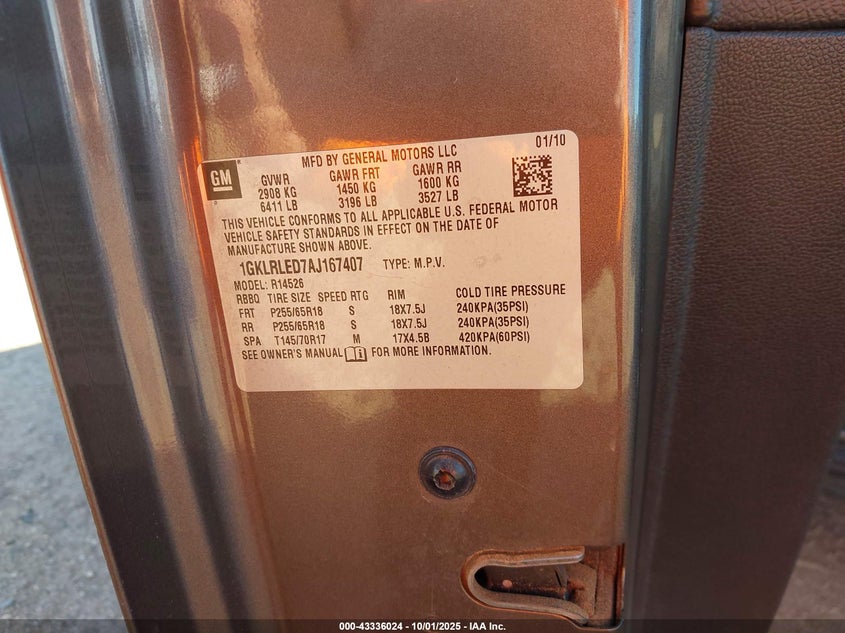 GM
MFD BY GENERAL MOTORS LLC
01/10
GVWR GAWR FRT GAWR RR
2908 KG 1450 KG 1600 KG
6411 LB 3196 LB 3527 LB
THIS VEHICLE CONFORMS TO ALL APPLICABLE U.S. FEDERAL MOTOR
VEHICLE SAFETY STANDARDS IN EFFECT ON THE DATE OF
MANUFACTURE SHOWN ABOVE.
1GKLRLED7AJ167407 TYPE: M.P.V.
MODEL: R14526
RBBQ TIRE SIZE SPEED RTG RIM COLD TIRE PRESSURE
FRT P255/65R18 S 18X7.5J 240KPA(35PSI)
RR P255/65R18 S 18X7.5J 240KPA(35PSI)
SPA T145/70R17 M 17X4.5B 420KPA(60PSI)
SEE OWNER'S MANUAL FOR MORE INFORMATION.
000-43336024 - 10/01/2025 - IAA Inc.